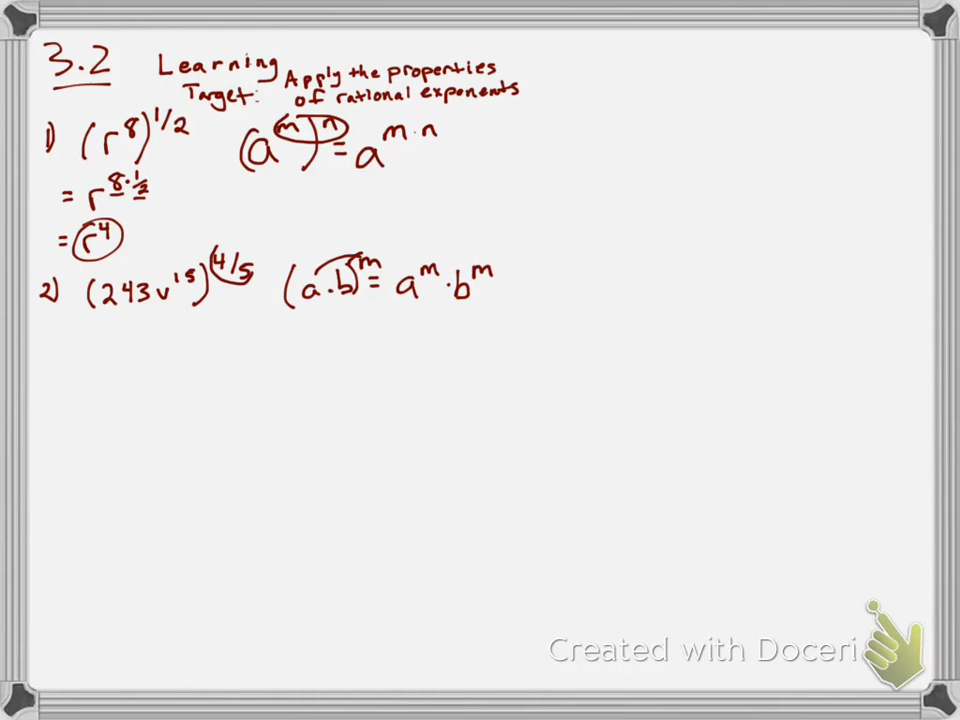 3.2 Learning Target: Apply the properties of rational exponents
1) (r^8)^1/2 (a^m)^n = a^m·n
= r^8·1/2
= r^4
2) (243v^15)^4/5 (a·b)^m = a^m·b^m
Created with Doceri